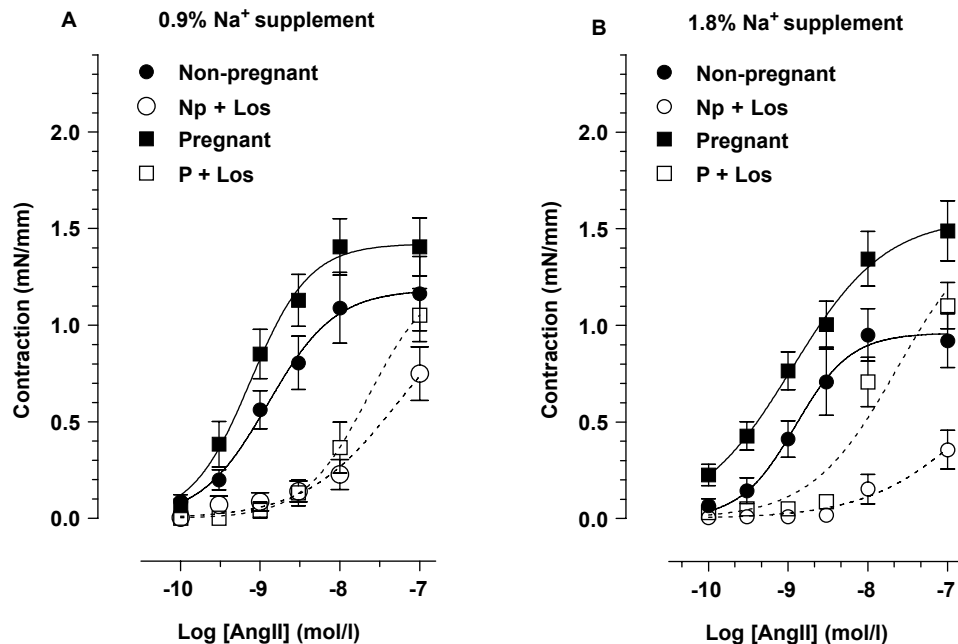 A
0.9% Na+ supplement
Non-pregnant
Np + Los
Pregnant
P + Los
2.0
1.5
1.0
0.5
0.0
Contraction (mN/mm)
-10
-9
-8
-7
Log [AngII] (mol/l)
B
1.8% Na+ supplement
Non-pregnant
Np + Los
Pregnant
P + Los
2.0
1.5
1.0
0.5
0.0
Contraction (mN/mm)
-10
-9
-8
-7
Log [AngII] (mol/l)